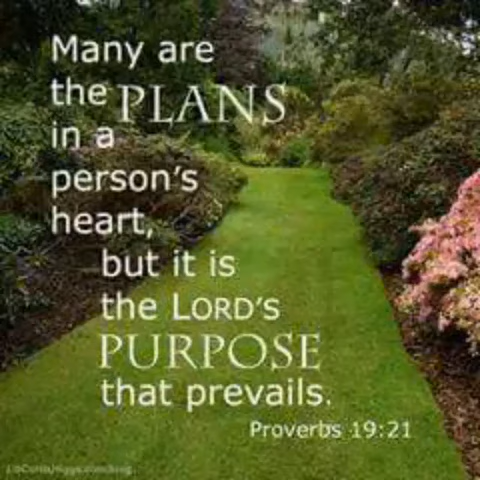 Many are
the PLANS
in a
person's
heart,
but it is
the LORD's
PURPOSE
that prevails.
Proverbs 19:21